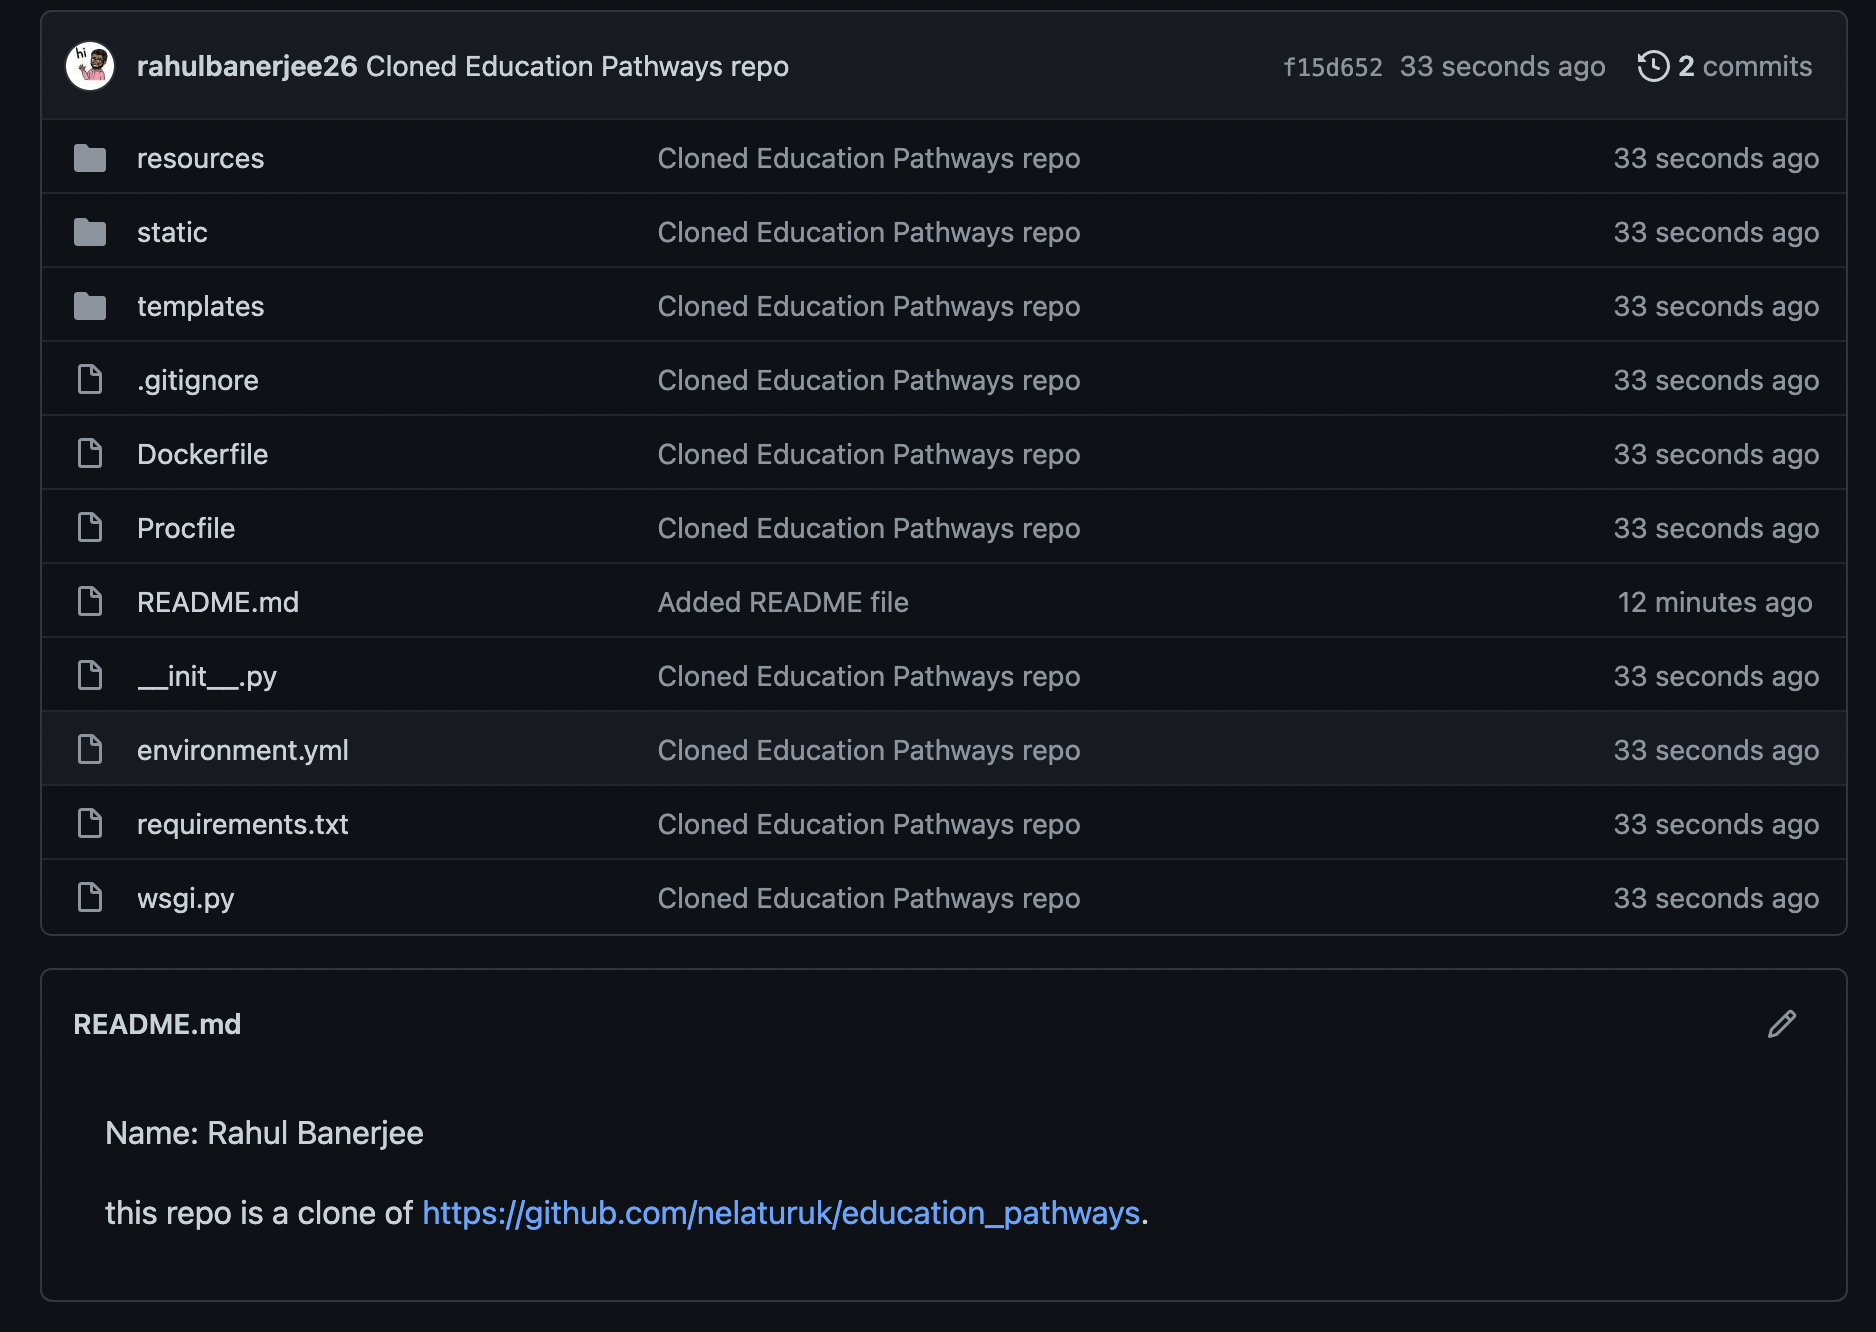 hi
rahulbanerjee26 Cloned Education Pathways repo f15d652 33 seconds ago 2 commits
resources Cloned Education Pathways repo 33 seconds ago
static Cloned Education Pathways repo 33 seconds ago
templates Cloned Education Pathways repo 33 seconds ago
.gitignore Cloned Education Pathways repo 33 seconds ago
Dockerfile Cloned Education Pathways repo 33 seconds ago
Procfile Cloned Education Pathways repo 33 seconds ago
README.md Added README file 12 minutes ago
__init__.py Cloned Education Pathways repo 33 seconds ago
environment.yml Cloned Education Pathways repo 33 seconds ago
requirements.txt Cloned Education Pathways repo 33 seconds ago
wsgi.py Cloned Education Pathways repo 33 seconds ago
README.md
Name: Rahul Banerjee
this repo is a clone of https://github.com/nelaturuk/education_pathways.